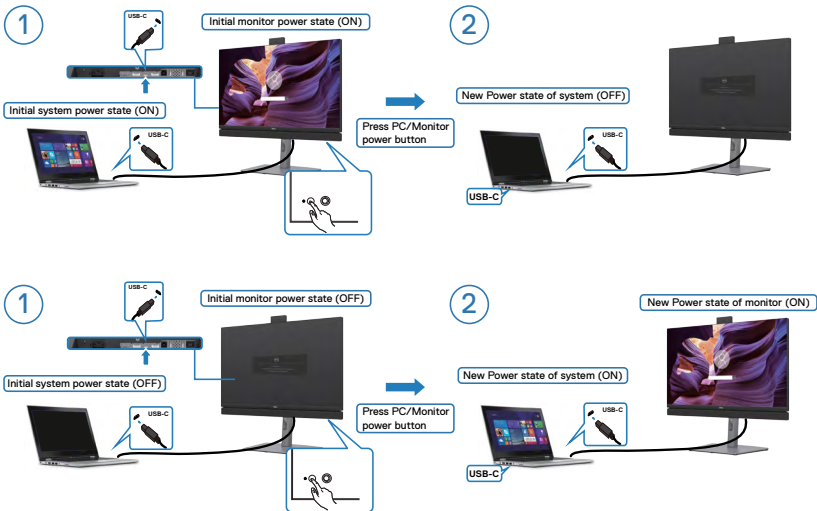 1
USB-C
Initial monitor power state (ON)
Initial system power state (ON)
USB-C
Press PC/Monitor
power button
2
New Power state of system (OFF)
USB-C
USB-C
1
USB-C
Initial monitor power state (OFF)
Initial system power state (OFF)
USB-C
Press PC/Monitor
power button
2
New Power state of monitor (ON)
New Power state of system (ON)
USB-C
USB-C